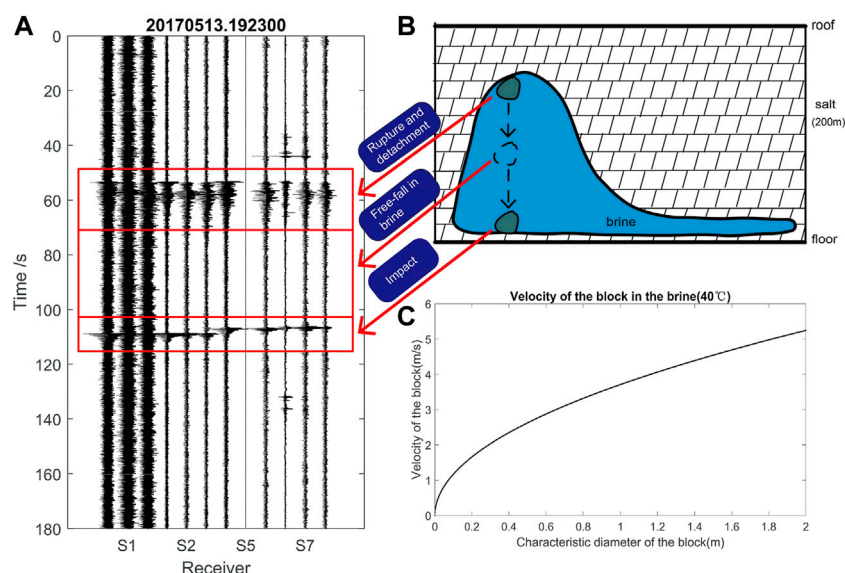 A
20170513.192300
0
20
40
60
80
100
120
140
160
180
Time /s
S1 S2 S5 S7
Receiver
Rupture and
detachment
Free-fall in
brine
Impact
B
roof
salt
(200m)
brine
floor
C
Velocity of the block in the brine(40℃)
6
5
4
3
2
1
0
Velocity of the block(m/s)
0 0.2 0.4 0.6 0.8 1 1.2 1.4 1.6 1.8 2
Characteristic diameter of the block(m)